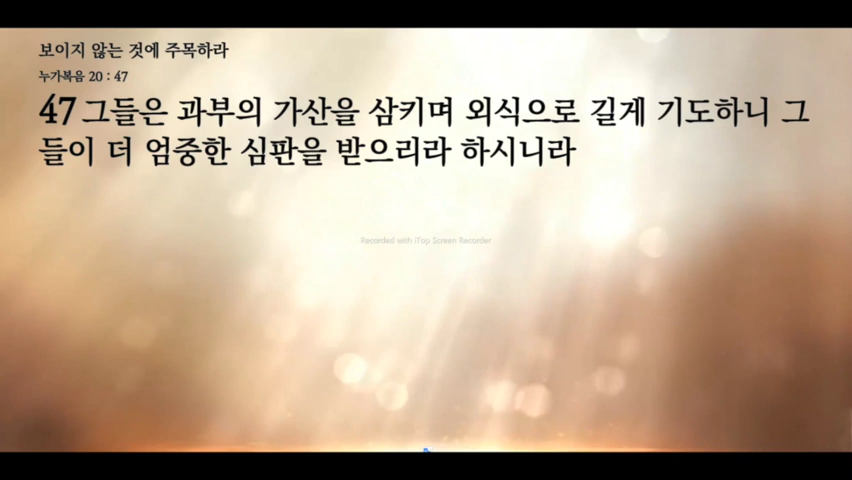 보이지 않는 것에 주목하라
누가복음 20 : 47
47 그들은 과부의 가산을 삼키며 외식으로 길게 기도하니 그
들이 더 엄중한 심판을 받으리라 하시니라
Recorded with iTop Screen Recorder